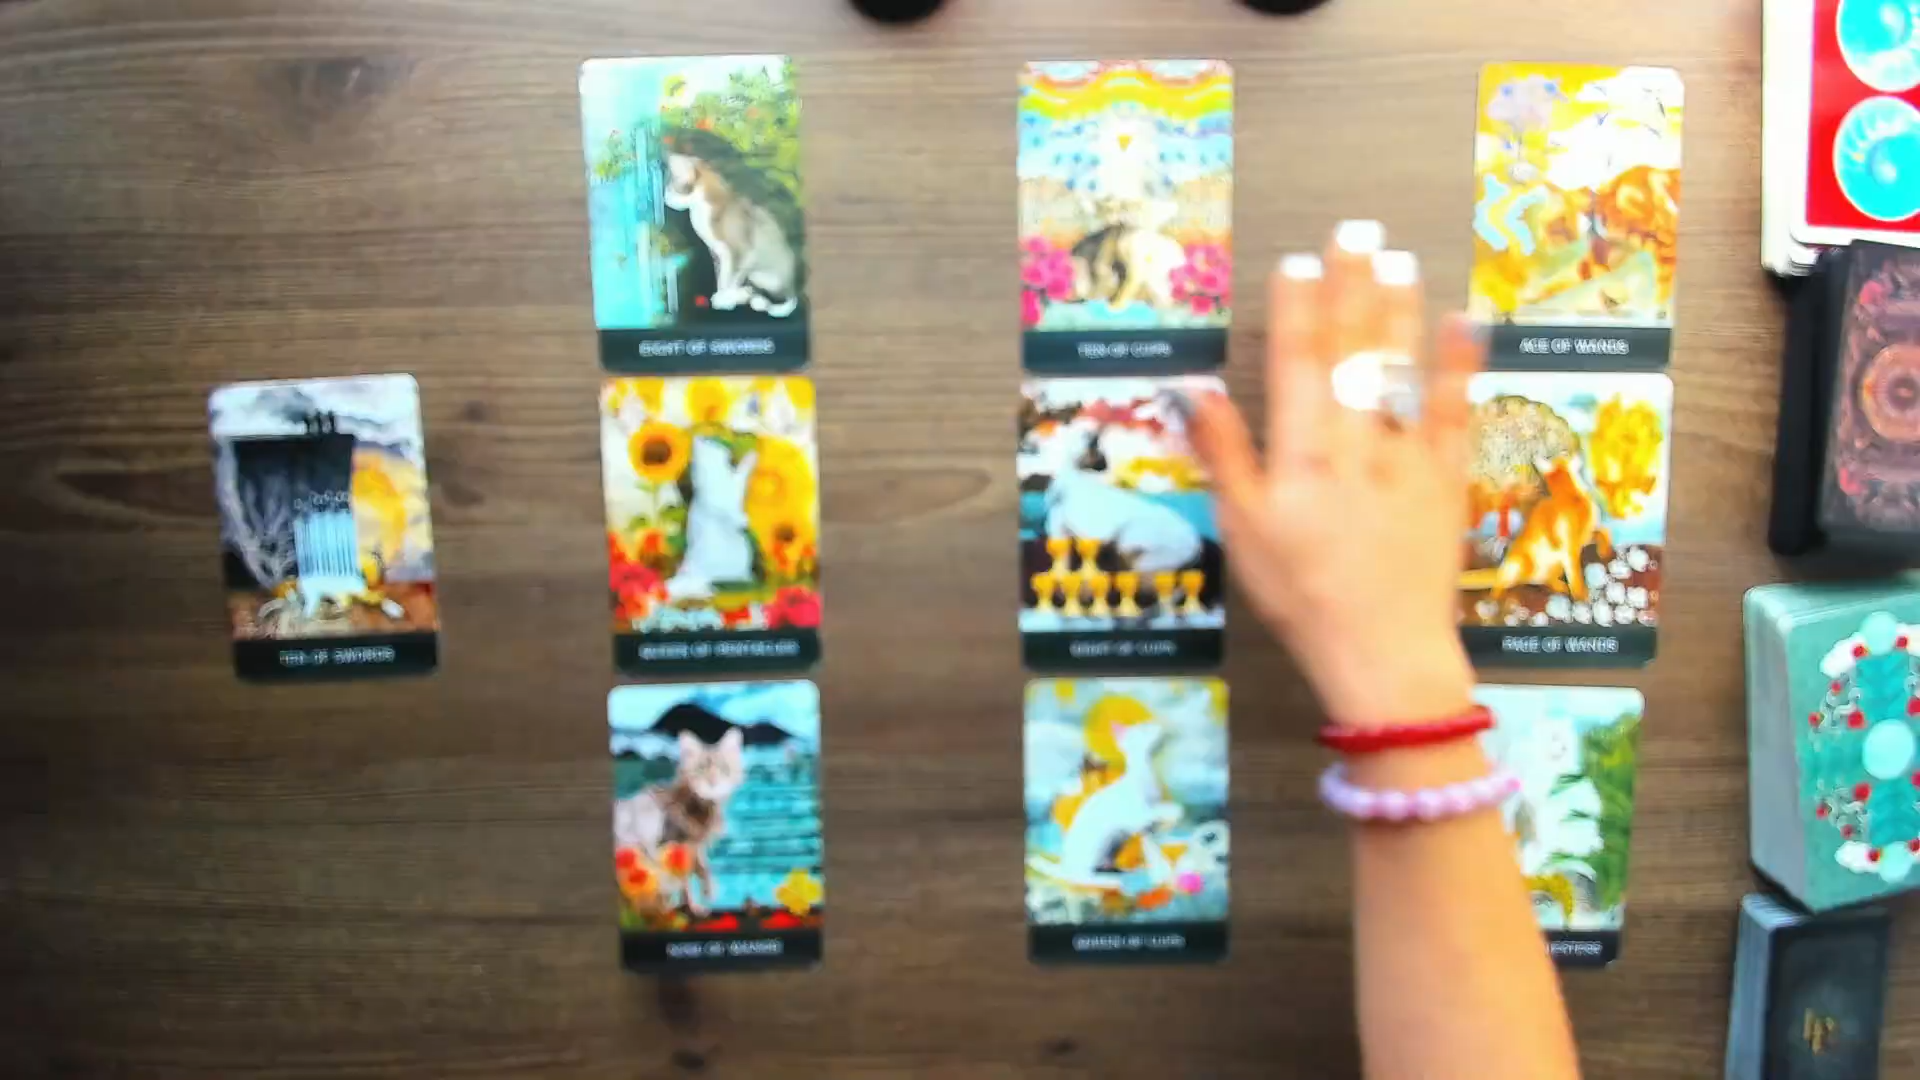 EIGHT OF SWORDS
TEN OF CUPS
ACE OF WANDS
TEN OF SWORDS
QUEEN OF PENTACLES
EIGHT OF CUPS
PAGE OF WANDS
OF WANDS
QUEEN OF CUPS